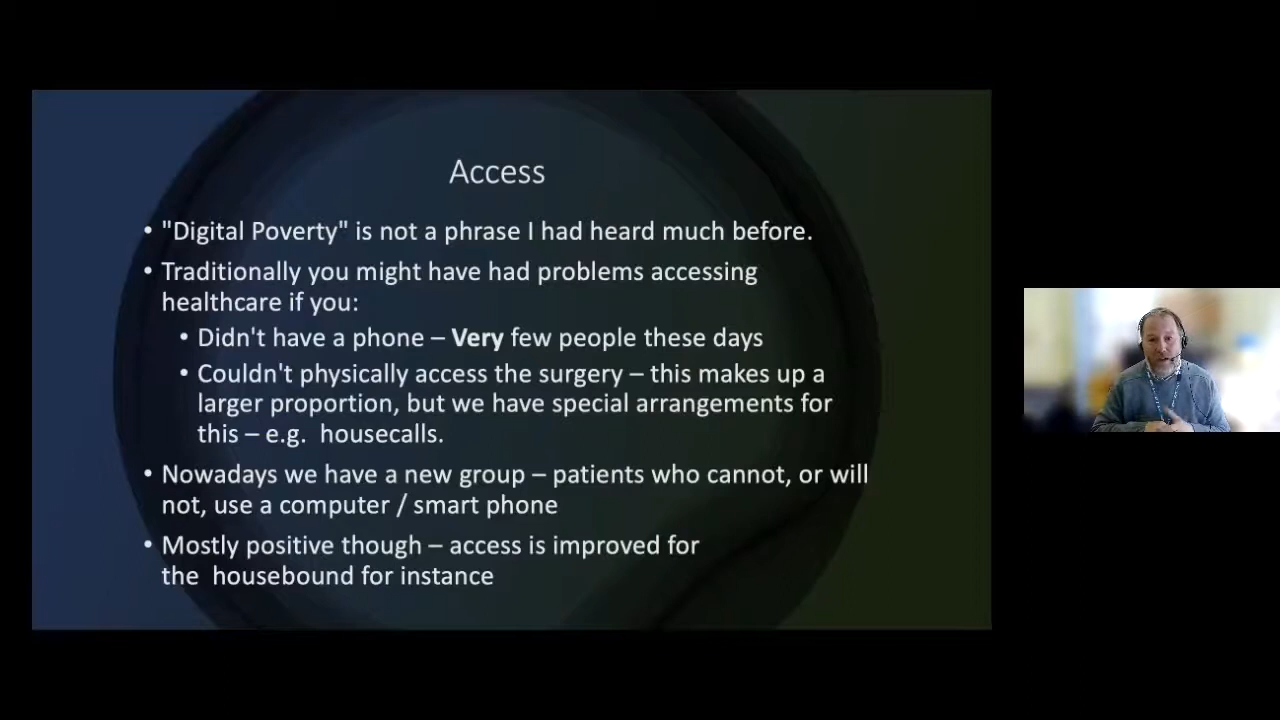 Access
• "Digital Poverty" is not a phrase I had heard much before.
• Traditionally you might have had problems accessing
healthcare if you:
• Didn't have a phone – Very few people these days
• Couldn't physically access the surgery – this makes up a
larger proportion, but we have special arrangements for
this – e.g.  housecalls.
• Nowadays we have a new group – patients who cannot, or will
not, use a computer / smart phone
• Mostly positive though – access is improved for
the  housebound for instance